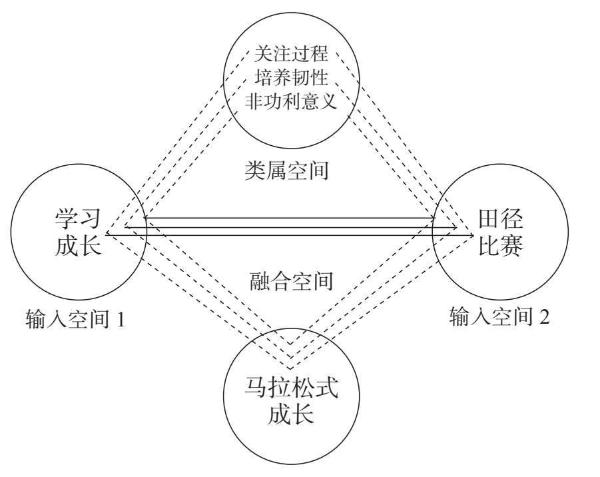 关注过程
培养韧性
非功利意义
类属空间
学习
成长
田径
比赛
输入空间 1
融合空间
输入空间 2
马拉松式
成长